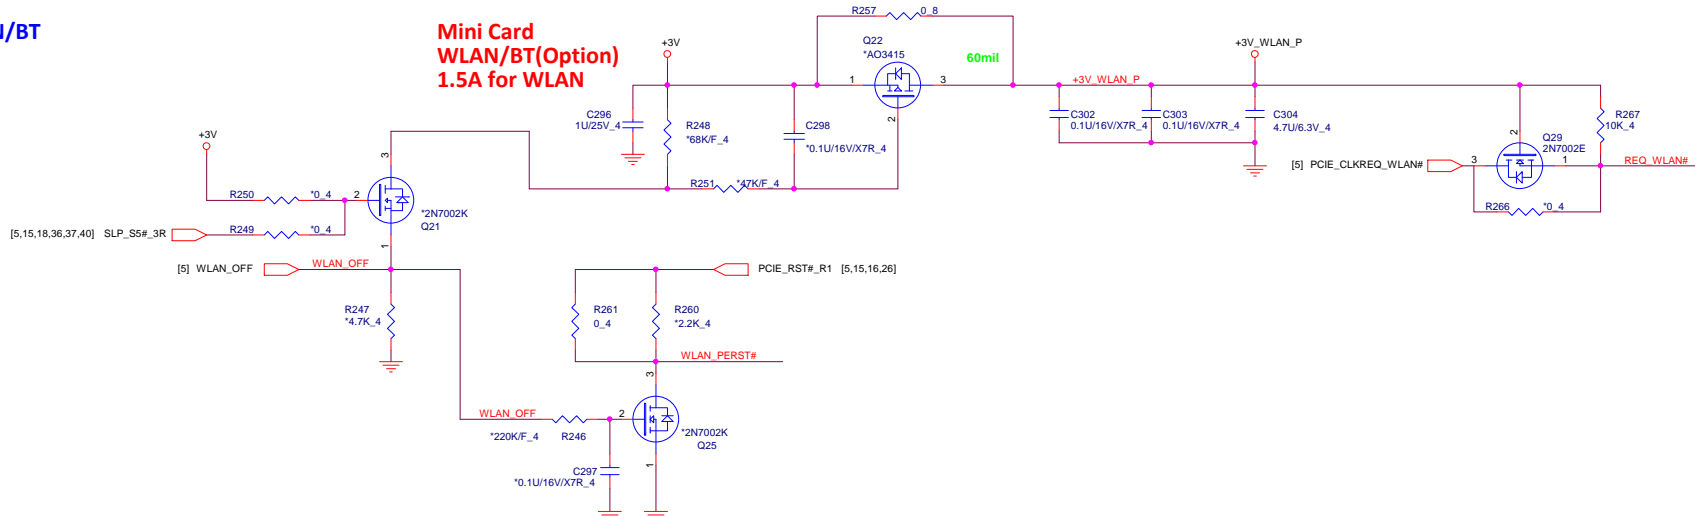 N/BT
Mini Card
WLAN/BT(Option)
1.5A for WLAN
R257
0_8
+3V
Q22
*AO3415
60mil
+3V_WLAN_P
1
3
2
+3V_WLAN_P
C296
1U/25V_4
R248
*68K/F_4
C298
*0.1U/16V/X7R_4
R251
*47K/F_4
C302
0.1U/16V/X7R_4
C303
0.1U/16V/X7R_4
C304
4.7U/6.3V_4
R267
10K_4
2
Q29
2N7002E
[5] PCIE_CLKREQ_WLAN#
3
1
REQ_WLAN#
R266
*0_4
+3V
3
R250
*0_4
2
*2N7002K
Q21
[5,15,18,36,37,40] SLP_S5#_3R
R249
*0_4
1
[5] WLAN_OFF
WLAN_OFF
R247
*4.7K_4
PCIE_RST#_R1 [5,15,16,26]
R261
0_4
R260
*2.2K_4
WLAN_PERST#
3
WLAN_OFF
2
*220K/F_4
R246
*2N7002K
Q25
1
C297
*0.1U/16V/X7R_4